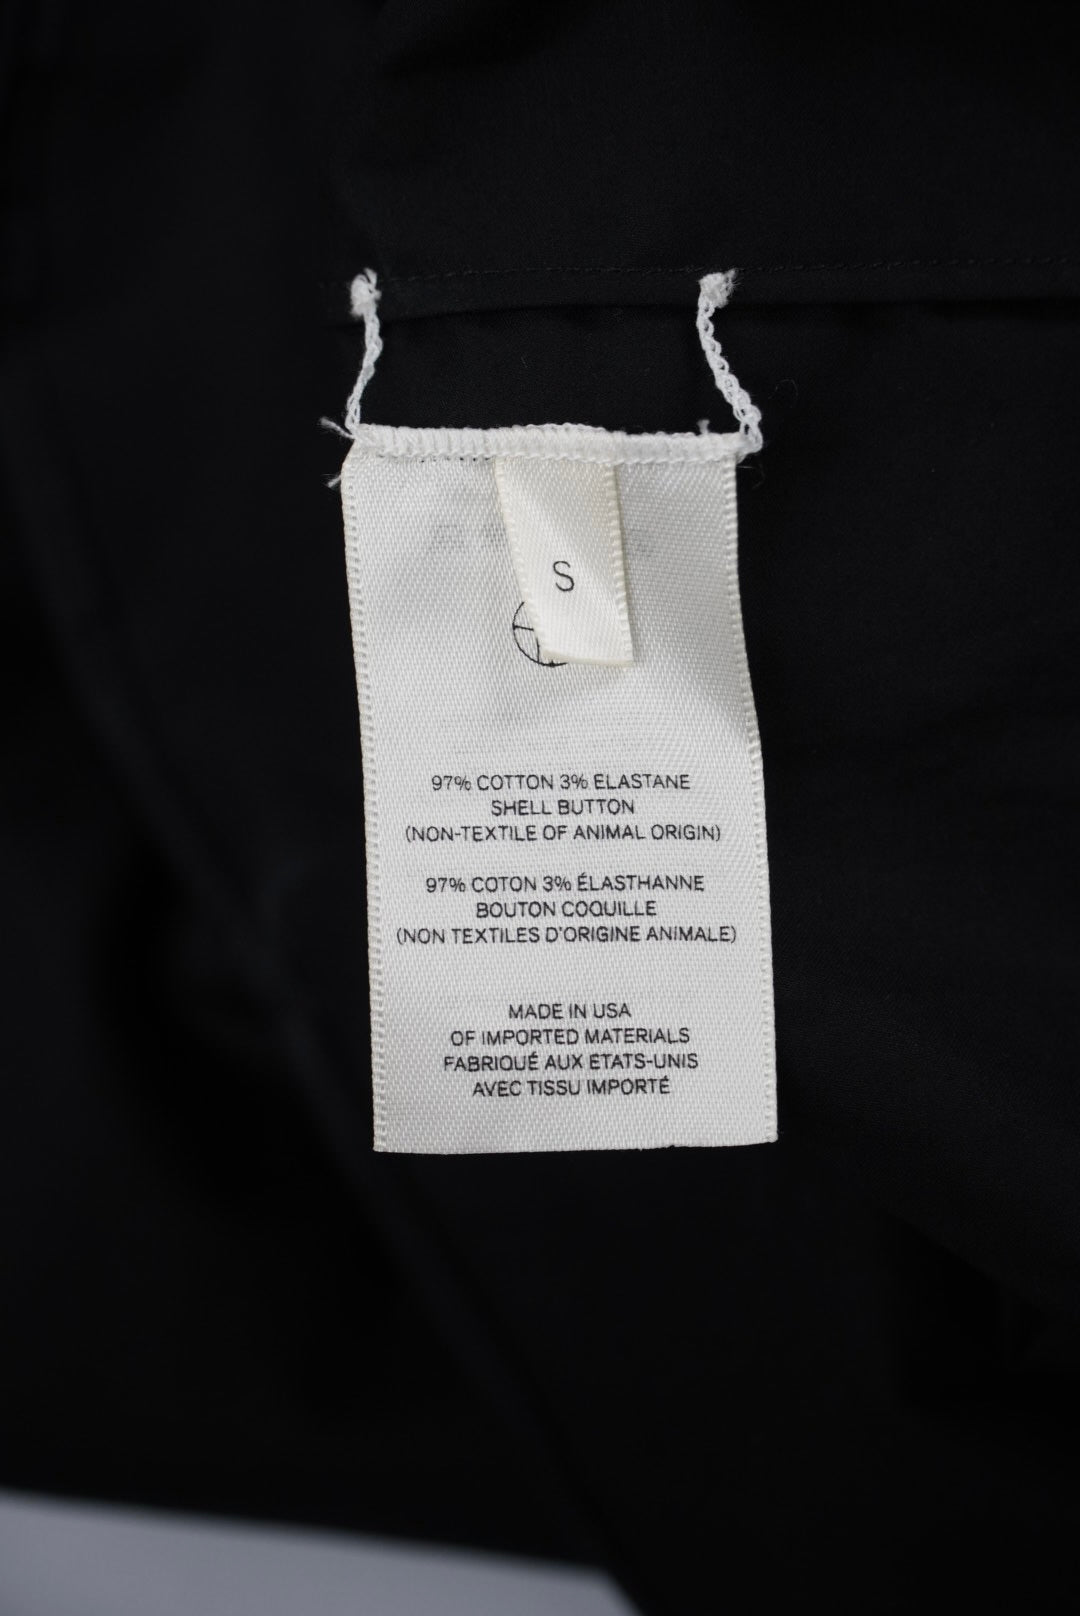 S
97% COTTON 3% ELASTANE
SHELL BUTTON
(NON-TEXTILE OF ANIMAL ORIGIN)
97% COTON 3% ÉLASTHANNE
BOUTON COQUILLE
(NON TEXTILES D'ORIGINE ANIMALE)
MADE IN USA
OF IMPORTED MATERIALS
FABRIQUÉ AUX ETATS-UNIS
AVEC TISSU IMPORTÉ